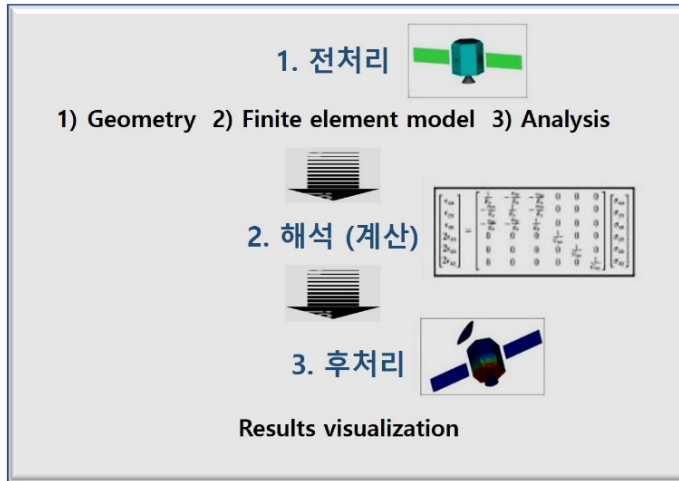 1. 전처리
1) Geometry 2) Finite element model 3) Analysis
2. 해석 (계산)
3. 후처리
Results visualization